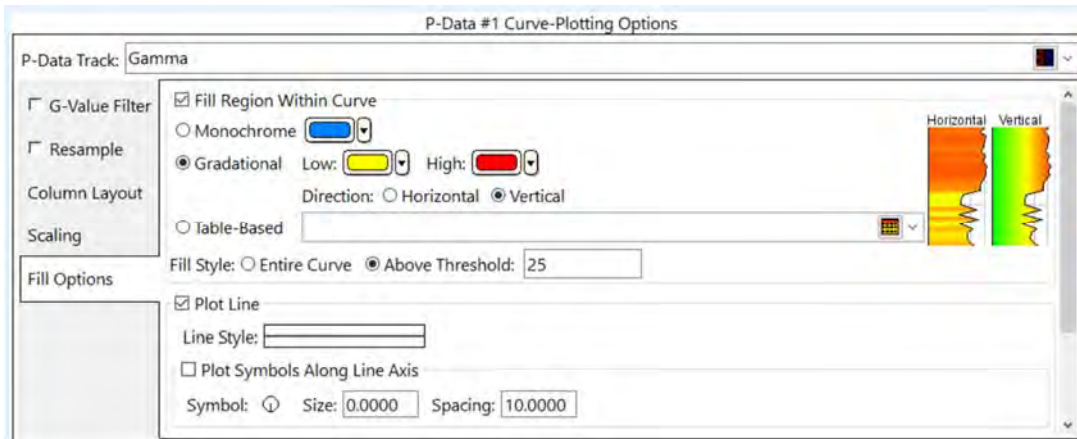 P-Data #1 Curve-Plotting Options
P-Data Track: Gamma
G-Value Filter
Resample
Column Layout
Scaling
Fill Options
Fill Region Within Curve
Monochrome
Gradational Low: High:
Direction: Horizontal Vertical
Table-Based
Horizontal Vertical
Fill Style: Entire Curve Above Threshold: 25
Plot Line
Line Style:
Plot Symbols Along Line Axis
Symbol: Size: 0.0000 Spacing: 10.0000